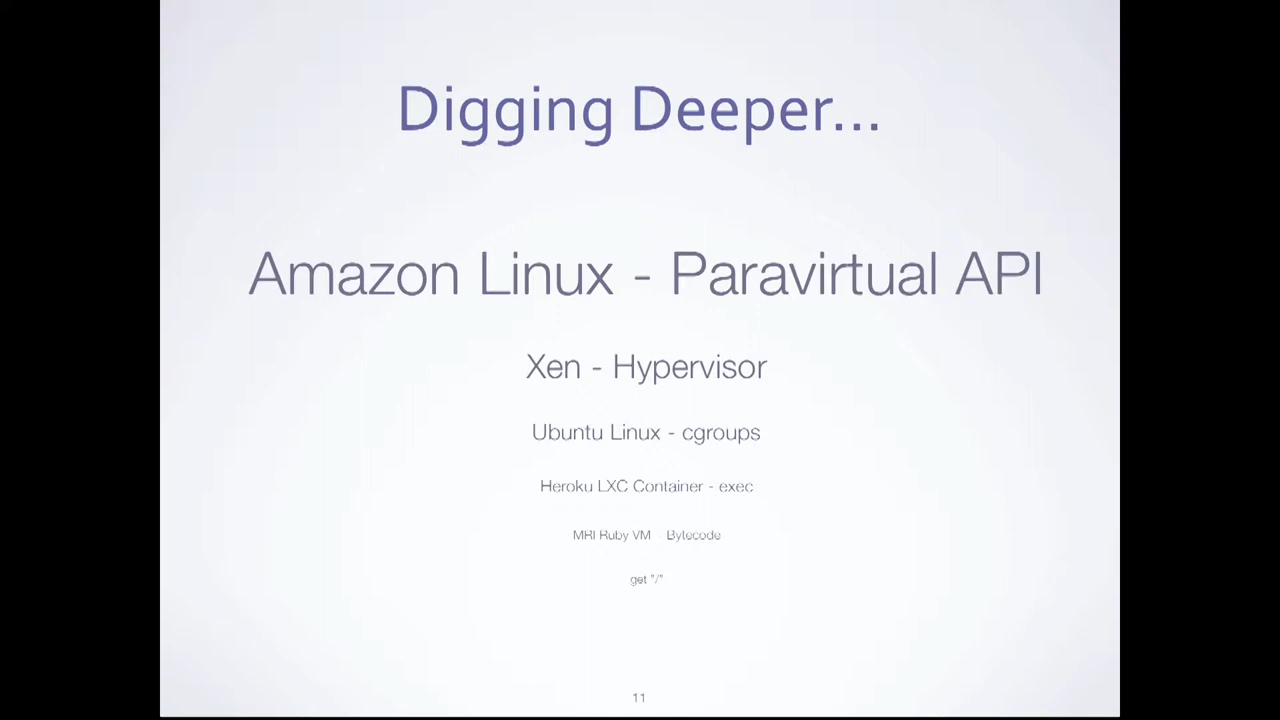 Digging Deeper...
Amazon Linux - Paravirtual API
Xen - Hypervisor
Ubuntu Linux - cgroups
Heroku LXC Container - exec
MRI Ruby VM - Bytecode
get "/"
11